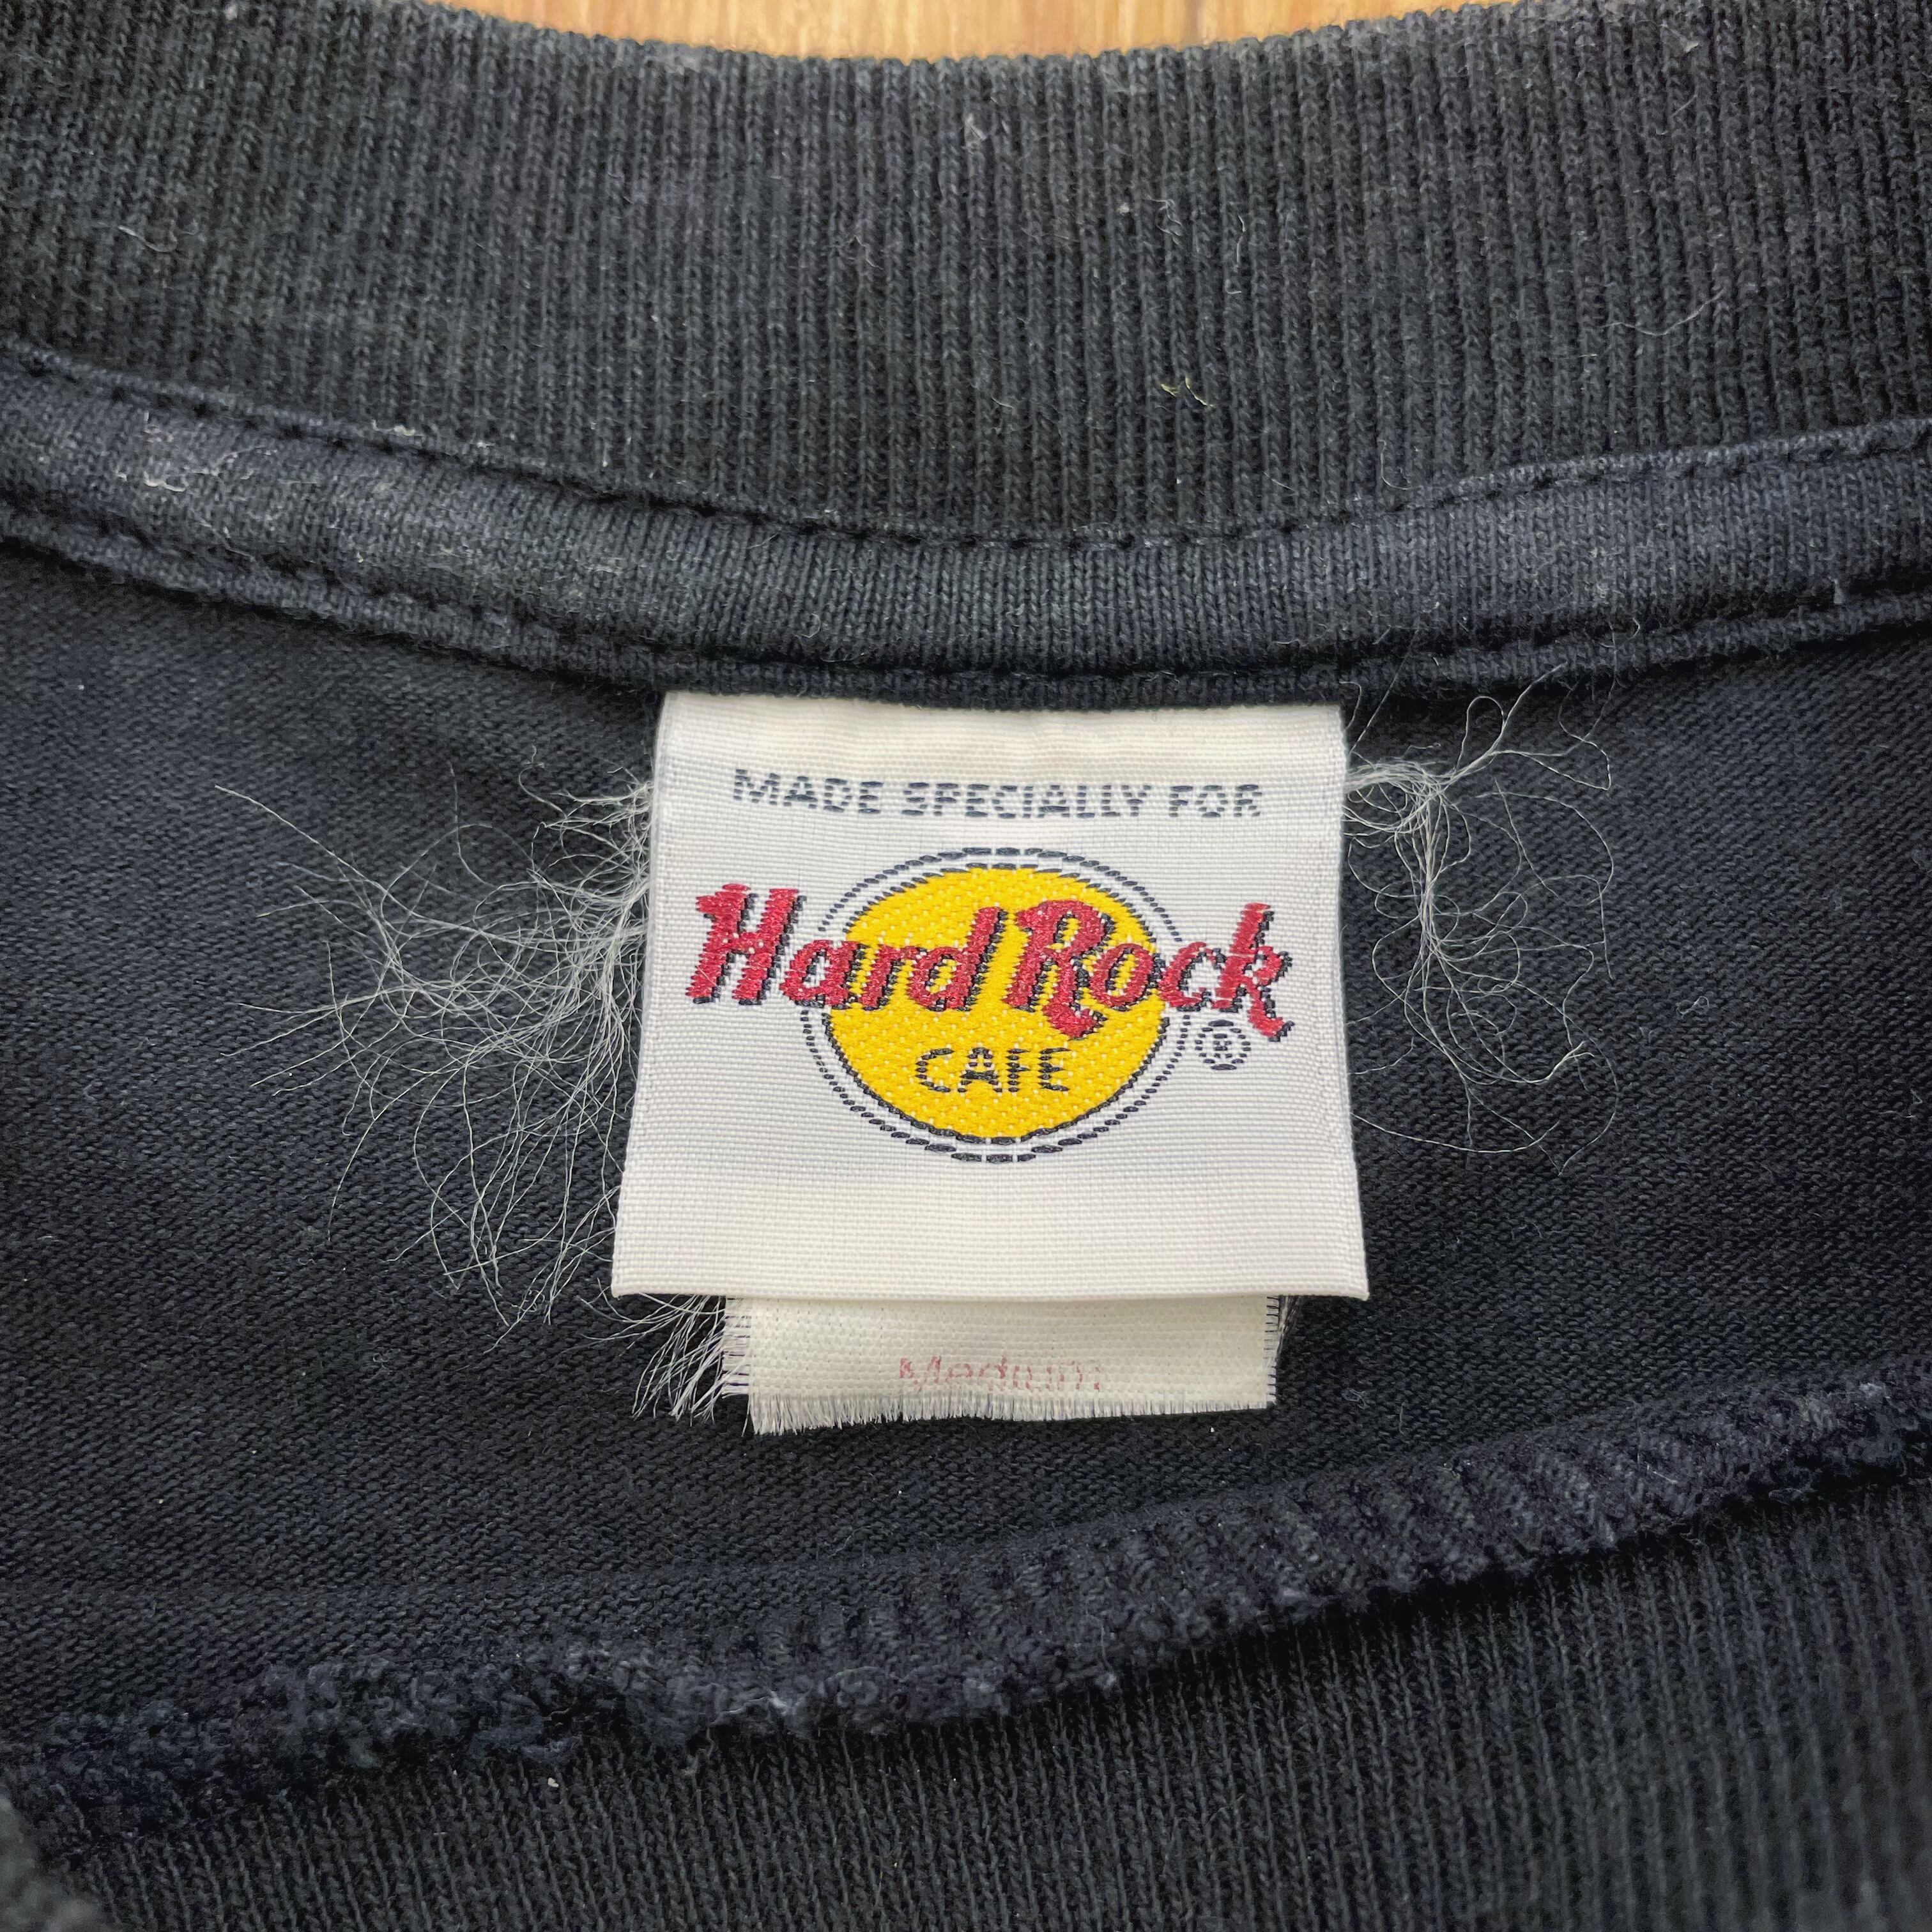 MADE SPECIALLY FOR
Hard Rock
CAFE
®
Medium